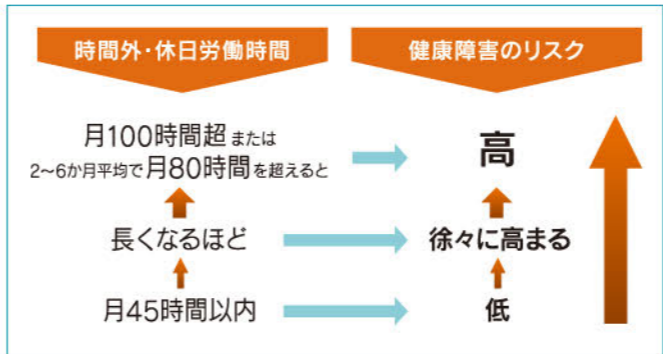 時間外・休日労働時間
健康障害のリスク
月100時間超 または
2〜6か月平均で月80時間を超えると
高
長くなるほど
徐々に高まる
月45時間以内
低